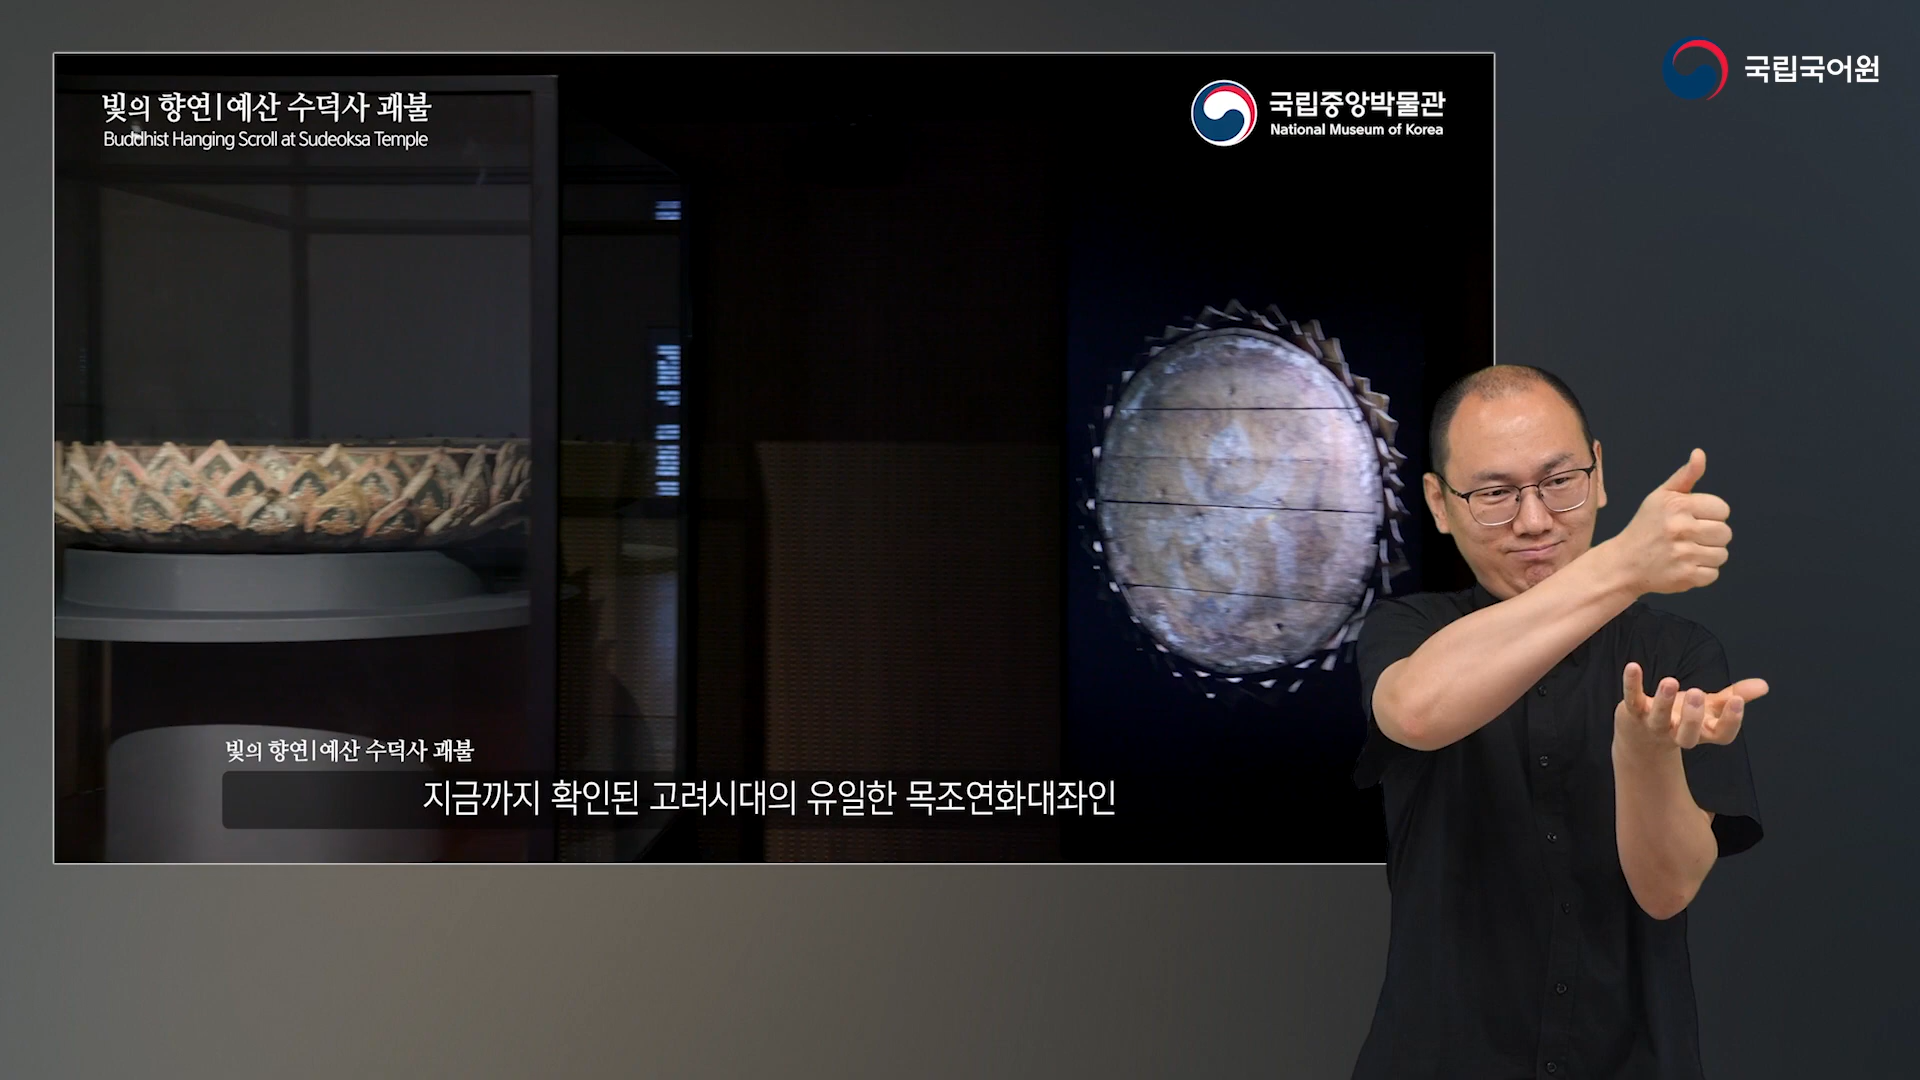 빛의 향연|예산 수덕사 괘불
Buddhist Hanging Scroll at Sudeoksa Temple
국립중앙박물관
National Museum of Korea
국립국어원
빛의 향연|예산 수덕사 괘불
지금까지 확인된 고려시대의 유일한 목조연화대좌인